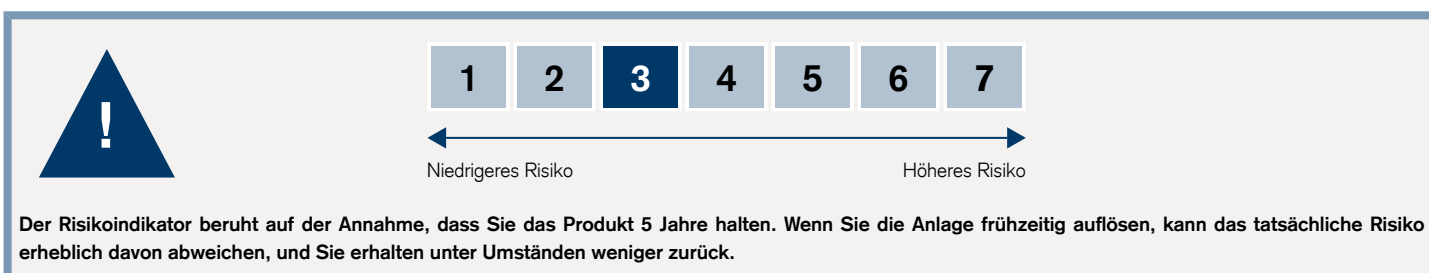 !
1 2 3 4 5 6 7
Niedrigeres Risiko Höheres Risiko
Der Risikoindikator beruht auf der Annahme, dass Sie das Produkt 5 Jahre halten. Wenn Sie die Anlage frühzeitig auflösen, kann das tatsächliche Risiko
erheblich davon abweichen, und Sie erhalten unter Umständen weniger zurück.